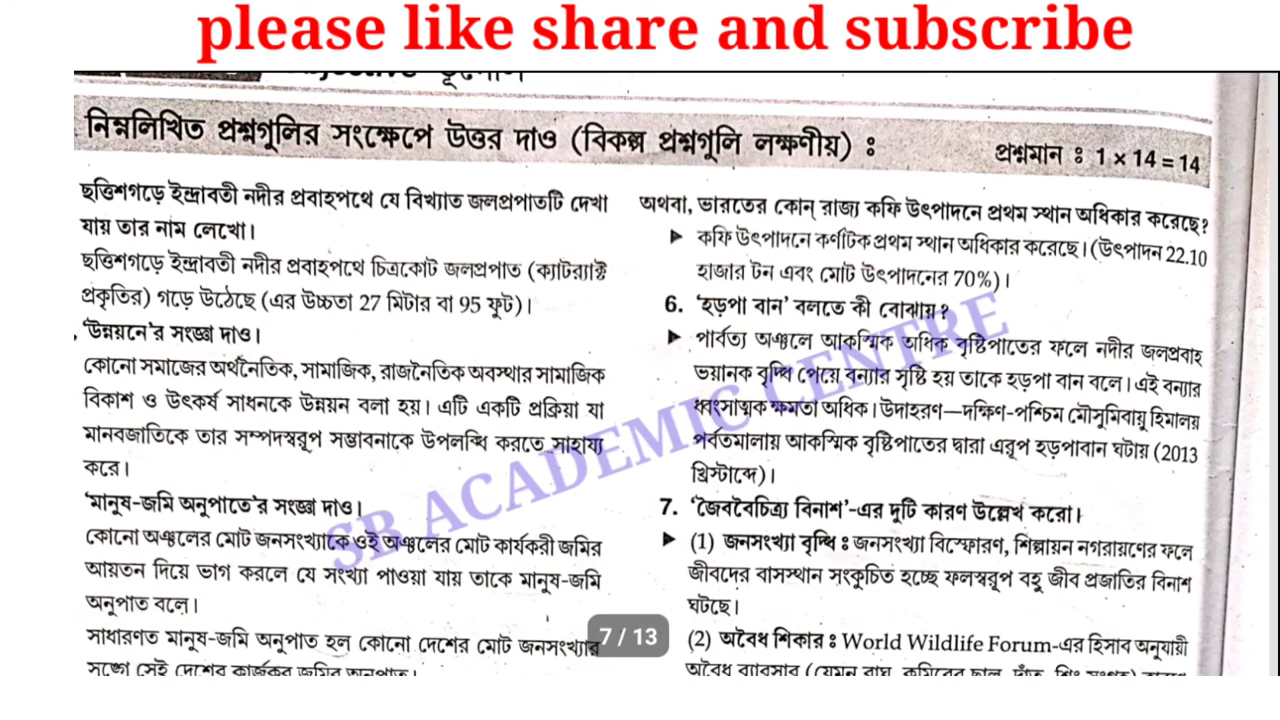 please like share and subscribe
নিম্নলিখিত প্রশ্নগুলির সংক্ষেপে উত্তর দাও (বিকল্প প্রশ্নগুলি লক্ষণীয়) :
প্রশ্নমান : 1 × 14 = 14
ছত্তিশগড়ে ইন্দ্রাবতী নদীর প্রবাহপথে যে বিখ্যাত জলপ্রপাতটি দেখা
যায় তার নাম লেখো।
ছত্তিশগড়ে ইন্দ্রাবতী নদীর প্রবাহপথে চিত্রকোট জলপ্রপাত (ক্যাটর‍্যাক্ট
প্রকৃতির) গড়ে উঠেছে (এর উচ্চতা 27 মিটার বা 95 ফুট)।
'উন্নয়নে'র সংজ্ঞা দাও।
কোনো সমাজের অর্থনৈতিক, সামাজিক, রাজনৈতিক অবস্থার সামাজিক
বিকাশ ও উৎকর্ষ সাধনকে উন্নয়ন বলা হয়। এটি একটি প্রক্রিয়া যা
মানবজাতিকে তার সম্পদস্বরূপ সম্ভাবনাকে উপলব্ধি করতে সাহায্য
করে।
'মানুষ-জমি অনুপাতে'র সংজ্ঞা দাও।
কোনো অঞ্চলের মোট জনসংখ্যাকে ওই অঞ্চলের মোট কার্যকরী জমির
আয়তন দিয়ে ভাগ করলে যে সংখ্যা পাওয়া যায় তাকে মানুষ-জমি
অনুপাত বলে।
সাধারণত মানুষ-জমি অনুপাত হল কোনো দেশের মোট জনসংখ্যার
সঙ্গে সেই দেশের কার্জকর জমির অনুপাত।
অথবা, ভারতের কোন্ রাজ্য কফি উৎপাদনে প্রথম স্থান অধিকার করেছে?
▶ কফি উৎপাদনে কর্ণাটক প্রথম স্থান অধিকার করেছে। (উৎপাদন 22.10
হাজার টন এবং মোট উৎপাদনের 70%)।
6. 'হড়পা বান' বলতে কী বোঝায়?
▶ পার্বত্য অঞ্চলে আকস্মিক অধিক বৃষ্টিপাতের ফলে নদীর জলপ্রবাহ
ভয়ানক বৃদ্ধি পেয়ে বন্যার সৃষ্টি হয় তাকে হড়পা বান বলে। এই বন্যার
ধ্বংসাত্মক ক্ষমতা অধিক। উদাহরণ—দক্ষিণ-পশ্চিম মৌসুমিবায়ু হিমালয়
পর্বতমালায় আকস্মিক বৃষ্টিপাতের দ্বারা এরূপ হড়পাবান ঘটায় (2013
খ্রিস্টাব্দে)।
7. 'জৈববৈচিত্র্য বিনাশ'-এর দুটি কারণ উল্লেখ করো।
▶ (1) জনসংখ্যা বৃদ্ধি : জনসংখ্যা বিস্ফোরণ, শিল্পায়ন নগরায়ণের ফলে
জীবদের বাসস্থান সংকুচিত হচ্ছে ফলস্বরূপ বহু জীব প্রজাতির বিনাশ
ঘটছে।
(2) অবৈধ শিকার : World Wildlife Forum-এর হিসাব অনুযায়ী
অবৈধ ব্যাবসার (যেমন বাঘ, কুমিরের ছাল, দাঁত, শিং
SB ACADEMIC CENTRE
7 / 13